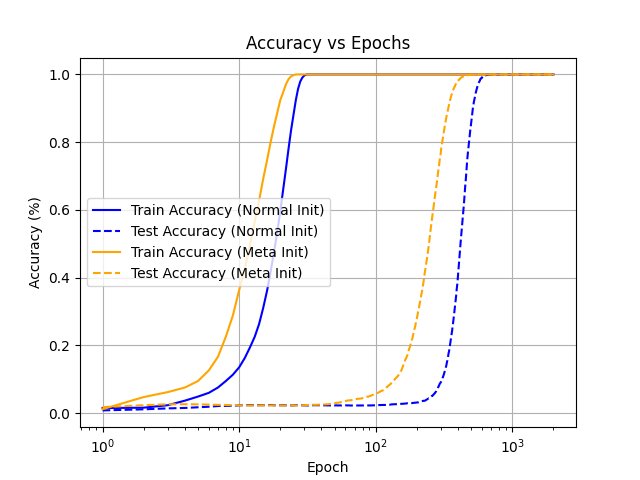 Accuracy vs Epochs
1.0
0.8
0.6
0.4
0.2
0.0
Accuracy (%)
Train Accuracy (Normal Init)
Test Accuracy (Normal Init)
Train Accuracy (Meta Init)
Test Accuracy (Meta Init)
10⁰ 10¹ 10² 10³
Epoch